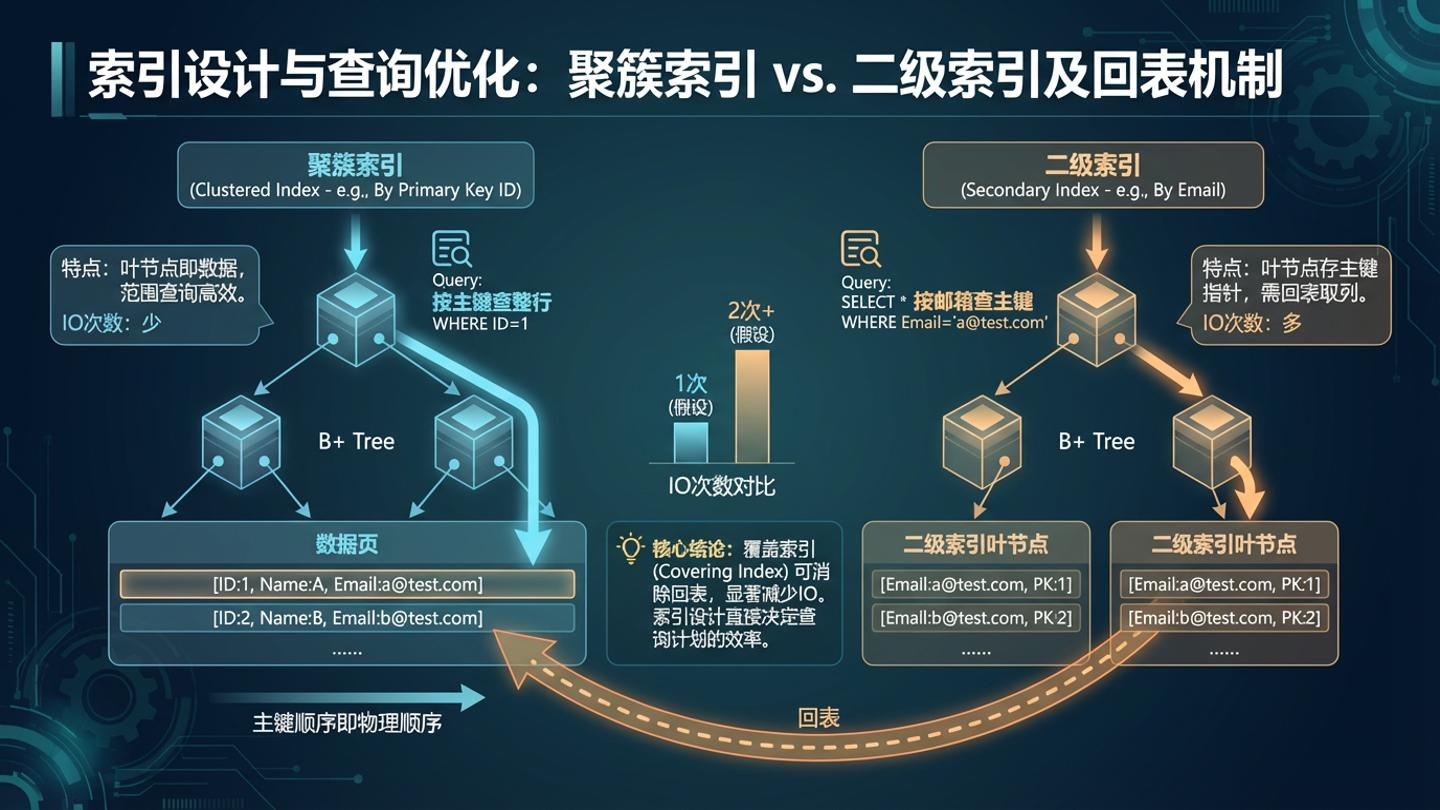 索引设计与查询优化：聚簇索引 vs. 二级索引及回表机制
聚簇索引
(Clustered Index - e.g., By Primary Key ID)
特点：叶节点即数据，
范围查询高效。
IO次数：少
Query:
按主键查整行
WHERE ID=1
B+ Tree
数据页
[ID:1, Name:A, Email:a@test.com]
[ID:2, Name:B, Email:b@test.com]
......
主键顺序即物理顺序
2次+
(假设)
1次
(假设)
IO次数对比
核心结论：覆盖索引
(Covering Index) 可消
除回表，显著减少IO。
索引设计直接决定查
询计划的效率。
二级索引
(Secondary Index - e.g., By Email)
Query:
SELECT * 按邮箱查主键
WHERE Email='a@test.com'
特点：叶节点存主键
指针，需回表取列。
IO次数：多
B+ Tree
二级索引叶节点
[Email:a@test.com, PK:1]
[Email:b@test.com, PK:2]
......
二级索引叶节点
[Email:a@test.com, PK:1]
[Email:b@test.com, PK:2]
......
回表